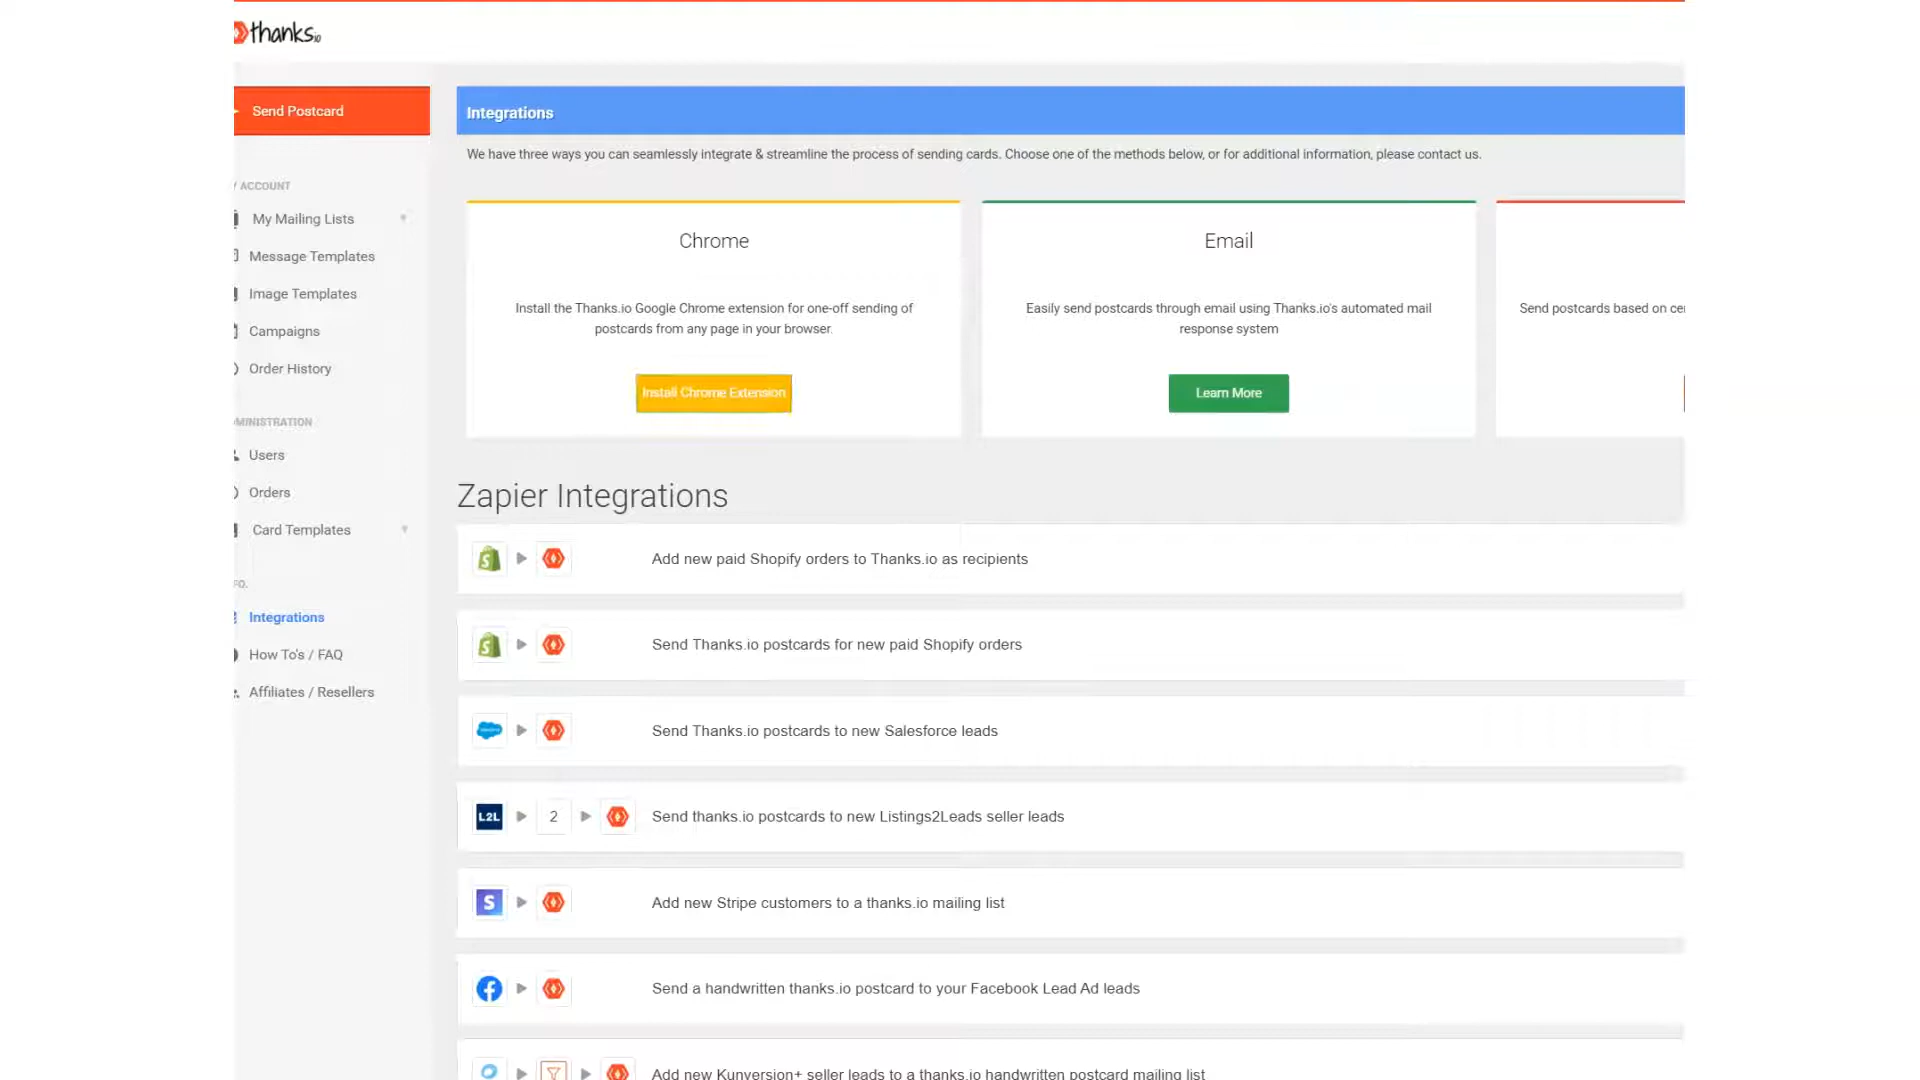 thanks.io
Send Postcard
Integrations
We have three ways you can seamlessly integrate & streamline the process of sending cards. Choose one of the methods below, or for additional information, please contact us.
ACCOUNT
My Mailing Lists
Message Templates
Image Templates
Campaigns
Order History
MINISTRATION
Users
Orders
Card Templates
FO.
Integrations
How To's / FAQ
Affiliates / Resellers
Chrome
Install the Thanks.io Google Chrome extension for one-off sending of
postcards from any page in your browser.
Install Chrome Extension
Email
Easily send postcards through email using Thanks.io's automated mail
response system
Learn More
Send postcards based on
Zapier Integrations
Add new paid Shopify orders to Thanks.io as recipients
Send Thanks.io postcards for new paid Shopify orders
Send Thanks.io postcards to new Salesforce leads
L2L
2
Send thanks.io postcards to new Listings2Leads seller leads
S
Add new Stripe customers to a thanks.io mailing list
Send a handwritten thanks.io postcard to your Facebook Lead Ad leads
Add new Kunversion+ seller leads to a thanks.io handwritten postcard mailing list